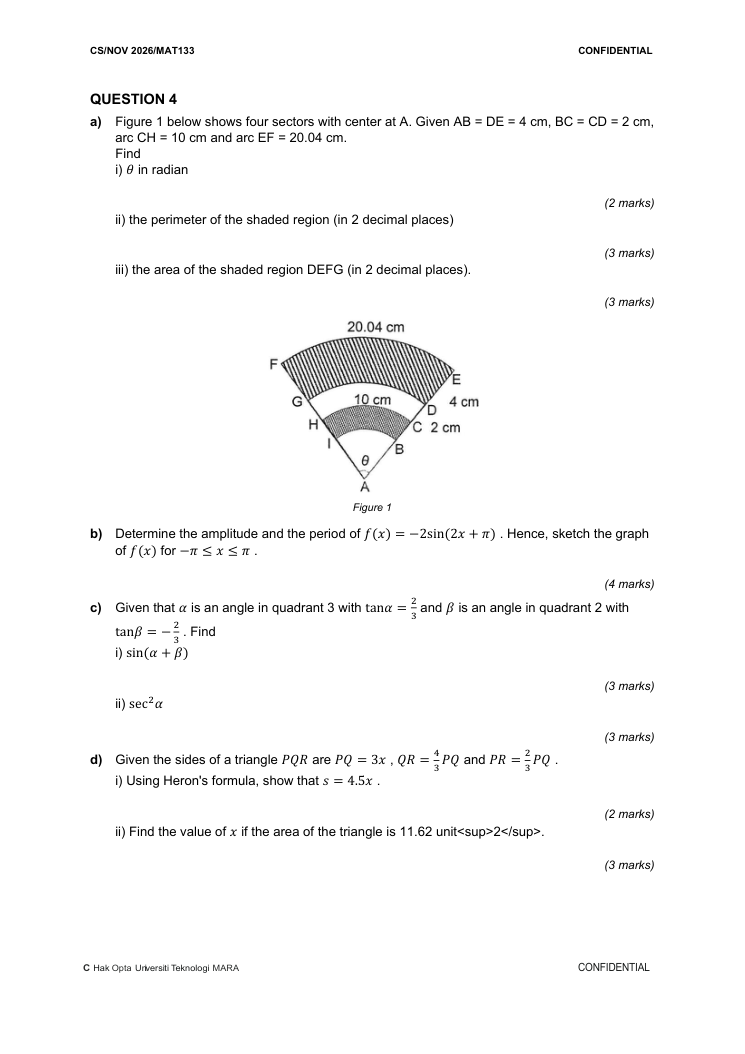 CS/NOV 2026/MAT133 CONFIDENTIAL
QUESTION 4
a) Figure 1 below shows four sectors with center at A. Given AB = DE = 4 cm, BC = CD = 2 cm,
arc CH = 10 cm and arc EF = 20.04 cm.
Find
i) θ in radian
(2 marks)
ii) the perimeter of the shaded region (in 2 decimal places)
(3 marks)
iii) the area of the shaded region DEFG (in 2 decimal places).
(3 marks)
20.04 cm
F
E
G
10 cm
D 4 cm
H
C 2 cm
I
B
θ
A
Figure 1
b) Determine the amplitude and the period of f(x) = −2sin(2x + π) . Hence, sketch the graph
of f(x) for −π ≤ x ≤ π .
(4 marks)
c) Given that α is an angle in quadrant 3 with tanα = 2/3 and β is an angle in quadrant 2 with
tanβ = −2/3 . Find
i) sin(α + β)
(3 marks)
ii) sec²α
(3 marks)
d) Given the sides of a triangle PQR are PQ = 3x , QR = 4/3 PQ and PR = 2/3 PQ .
i) Using Heron's formula, show that s = 4.5x .
(2 marks)
ii) Find the value of x if the area of the triangle is 11.62 unit<sup>2</sup>.
(3 marks)
C Hak Opta Universiti Teknologi MARA CONFIDENTIAL